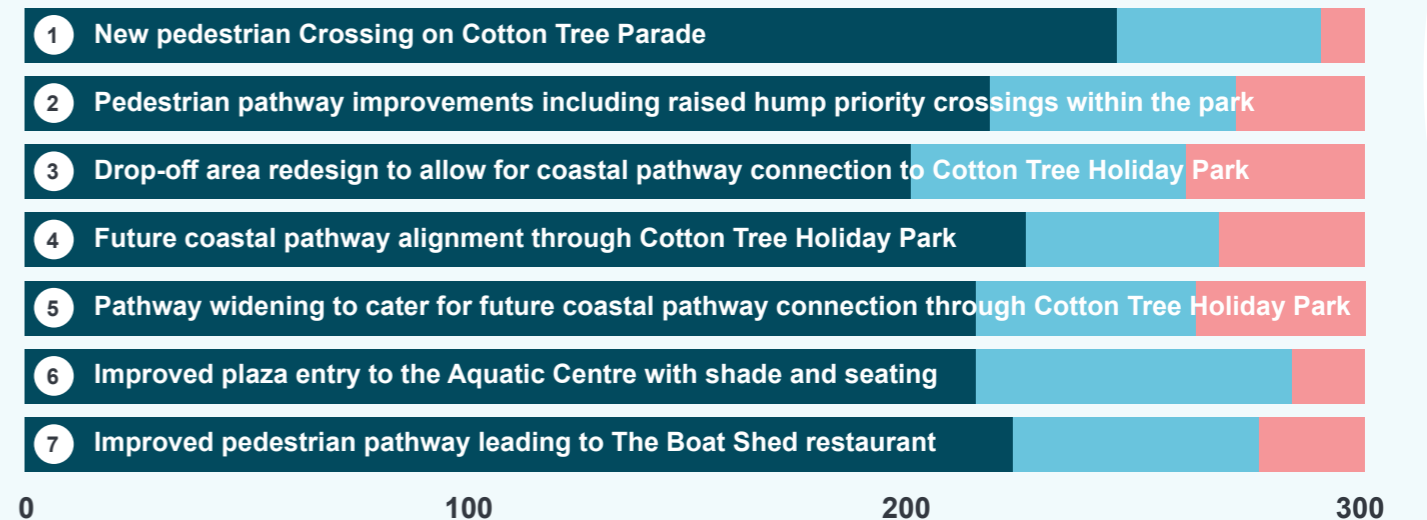 1 New pedestrian Crossing on Cotton Tree Parade
2 Pedestrian pathway improvements including raised hump priority crossings within the park
3 Drop-off area redesign to allow for coastal pathway connection to Cotton Tree Holiday Park
4 Future coastal pathway alignment through Cotton Tree Holiday Park
5 Pathway widening to cater for future coastal pathway connection through Cotton Tree Holiday Park
6 Improved plaza entry to the Aquatic Centre with shade and seating
7 Improved pedestrian pathway leading to The Boat Shed restaurant
0 100 200 300